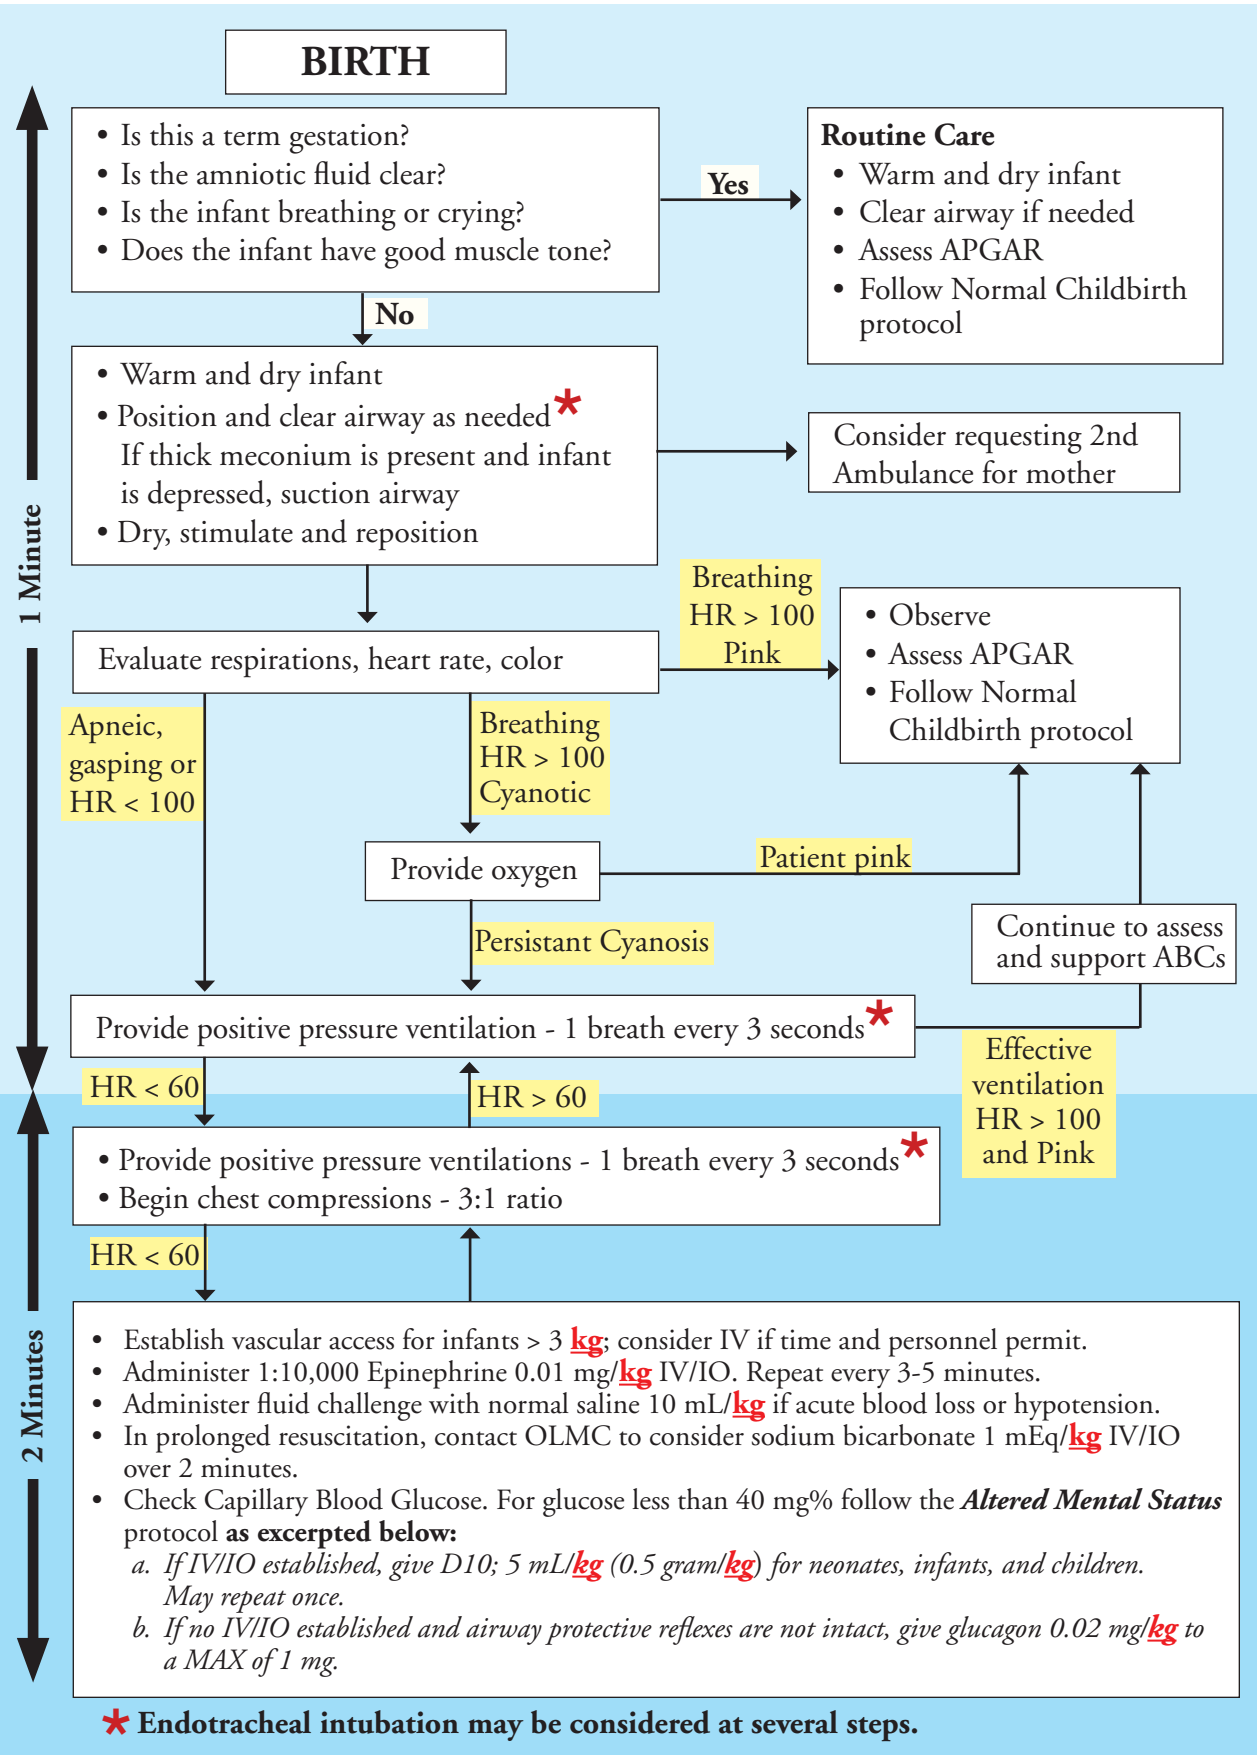 BIRTH
• Is this a term gestation?
• Is the amniotic fluid clear?
• Is the infant breathing or crying?
• Does the infant have good muscle tone?
Yes
Routine Care
• Warm and dry infant
• Clear airway if needed
• Assess APGAR
• Follow Normal Childbirth
protocol
No
• Warm and dry infant
• Position and clear airway as needed*
If thick meconium is present and infant
is depressed, suction airway
• Dry, stimulate and reposition
Consider requesting 2nd
Ambulance for mother
1 Minute
Evaluate respirations, heart rate, color
Breathing
HR > 100
Pink
• Observe
• Assess APGAR
• Follow Normal
Childbirth protocol
Apneic,
gasping or
HR < 100
Breathing
HR > 100
Cyanotic
Provide oxygen
Patient pink
Persistant Cyanosis
Continue to assess
and support ABCs
Provide positive pressure ventilation - 1 breath every 3 seconds*
Effective
ventilation
HR > 100
and Pink
HR < 60
HR > 60
• Provide positive pressure ventilations - 1 breath every 3 seconds*
• Begin chest compressions - 3:1 ratio
HR < 60
2 Minutes
• Establish vascular access for infants > 3 kg; consider IV if time and personnel permit.
• Administer 1:10,000 Epinephrine 0.01 mg/kg IV/IO. Repeat every 3-5 minutes.
• Administer fluid challenge with normal saline 10 mL/kg if acute blood loss or hypotension.
• In prolonged resuscitation, contact OLMC to consider sodium bicarbonate 1 mEq/kg IV/IO
over 2 minutes.
• Check Capillary Blood Glucose. For glucose less than 40 mg% follow the Altered Mental Status
protocol as excerpted below:
a. If IV/IO established, give D10; 5 mL/kg (0.5 gram/kg) for neonates, infants, and children.
May repeat once.
b. If no IV/IO established and airway protective reflexes are not intact, give glucagon 0.02 mg/kg to
a MAX of 1 mg.
* Endotracheal intubation may be considered at several steps.